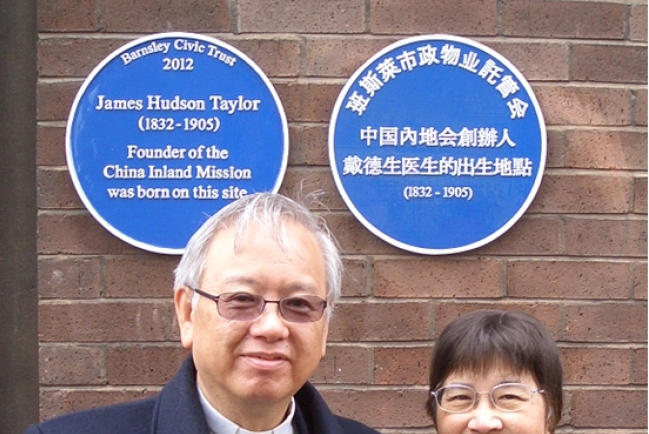 Barnsley Civic Trust
2012
James Hudson Taylor
(1832-1905)
Founder of the
China Inland Mission
was born on this site
班斯萊市政物业託管会
中国內地会創辦人
戴德生医生的出生地點
(1832-1905)